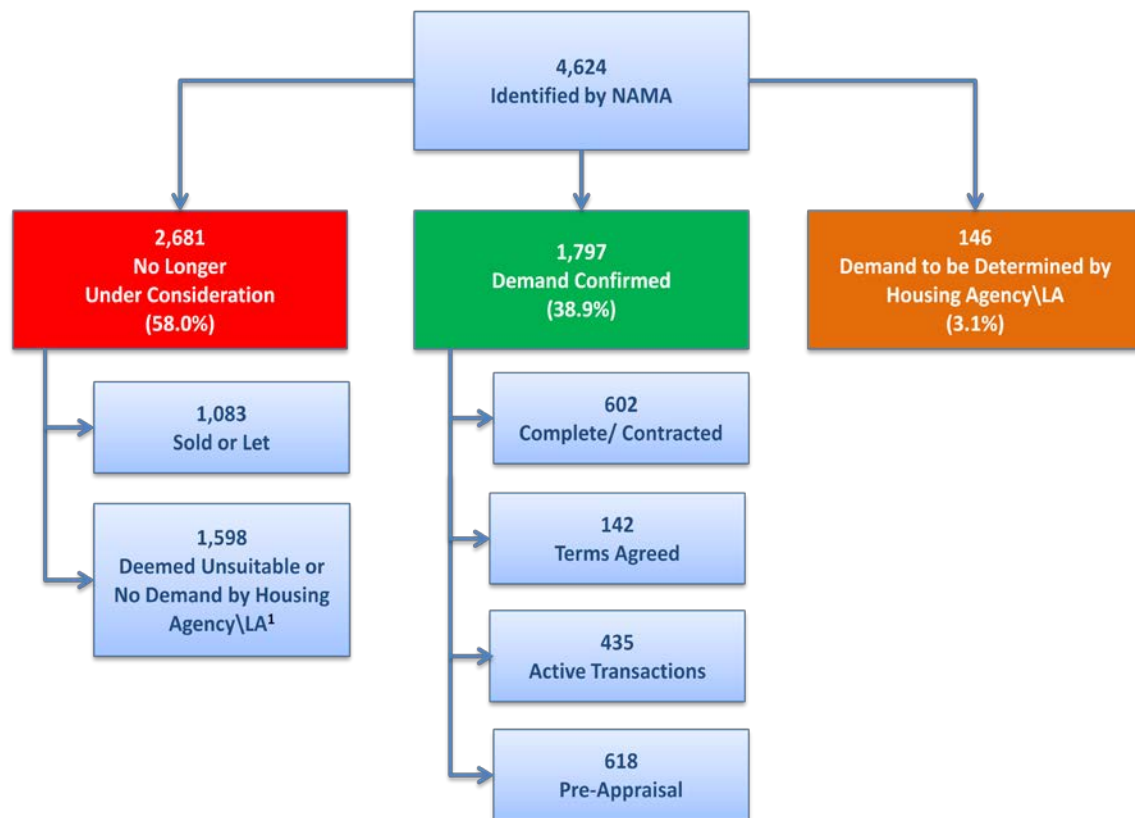 4,624
Identified by NAMA
2,681
No Longer
Under Consideration
(58.0%)
1,797
Demand Confirmed
(38.9%)
146
Demand to be Determined by
Housing Agency\LA
(3.1%)
1,083
Sold or Let
1,598
Deemed Unsuitable or
No Demand by Housing
Agency\LA¹
602
Complete/ Contracted
142
Terms Agreed
435
Active Transactions
618
Pre-Appraisal